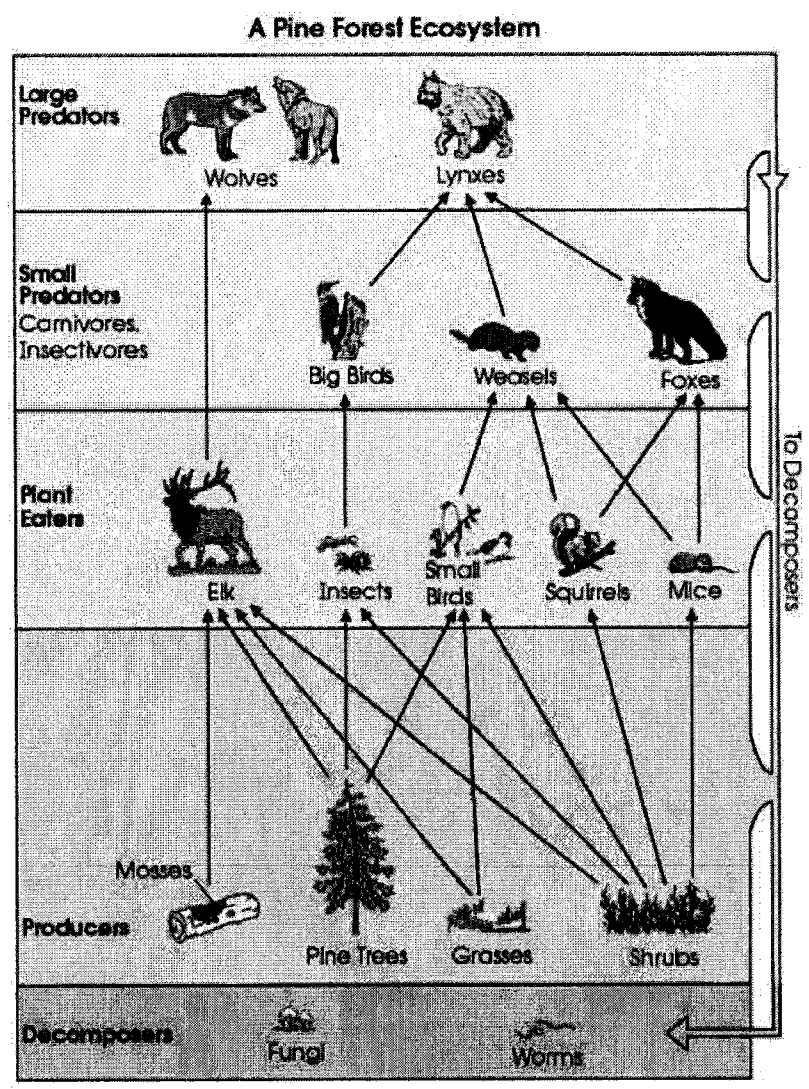 A Pine Forest Ecosystem
Large
Predators
Wolves
Lynxes
Small
Predators
Carnivores,
Insectivores
Big Birds
Weasels
Foxes
To Decomposers
Plant
Eaters
Elk
Insects
Small
Birds
Squirrels
Mice
Mosses
Producers
Pine Trees
Grasses
Shrubs
Decomposers
Fungi
Worms